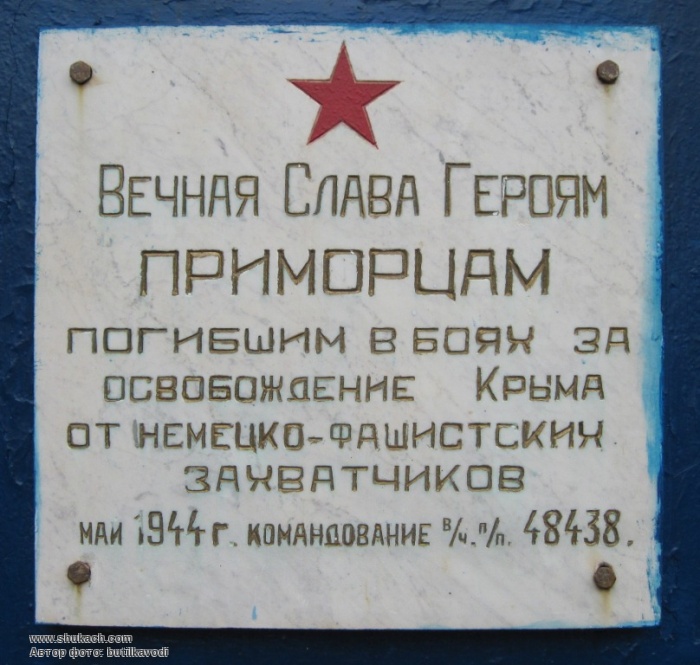 Вечная Слава Героям
ПРИМОРЦАМ
ПОГИБШИМ В БОЯХ ЗА
ОСВОБОЖДЕНИЕ КРЫМА
ОТ НЕМЕЦКО-ФАШИСТСКИХ
ЗАХВАТЧИКОВ
МАИ 1944 г. КОМАНДОВАНИЕ В/Ч. П/П. 48438.
www.shukach.com
Автор фото: butilkavodi